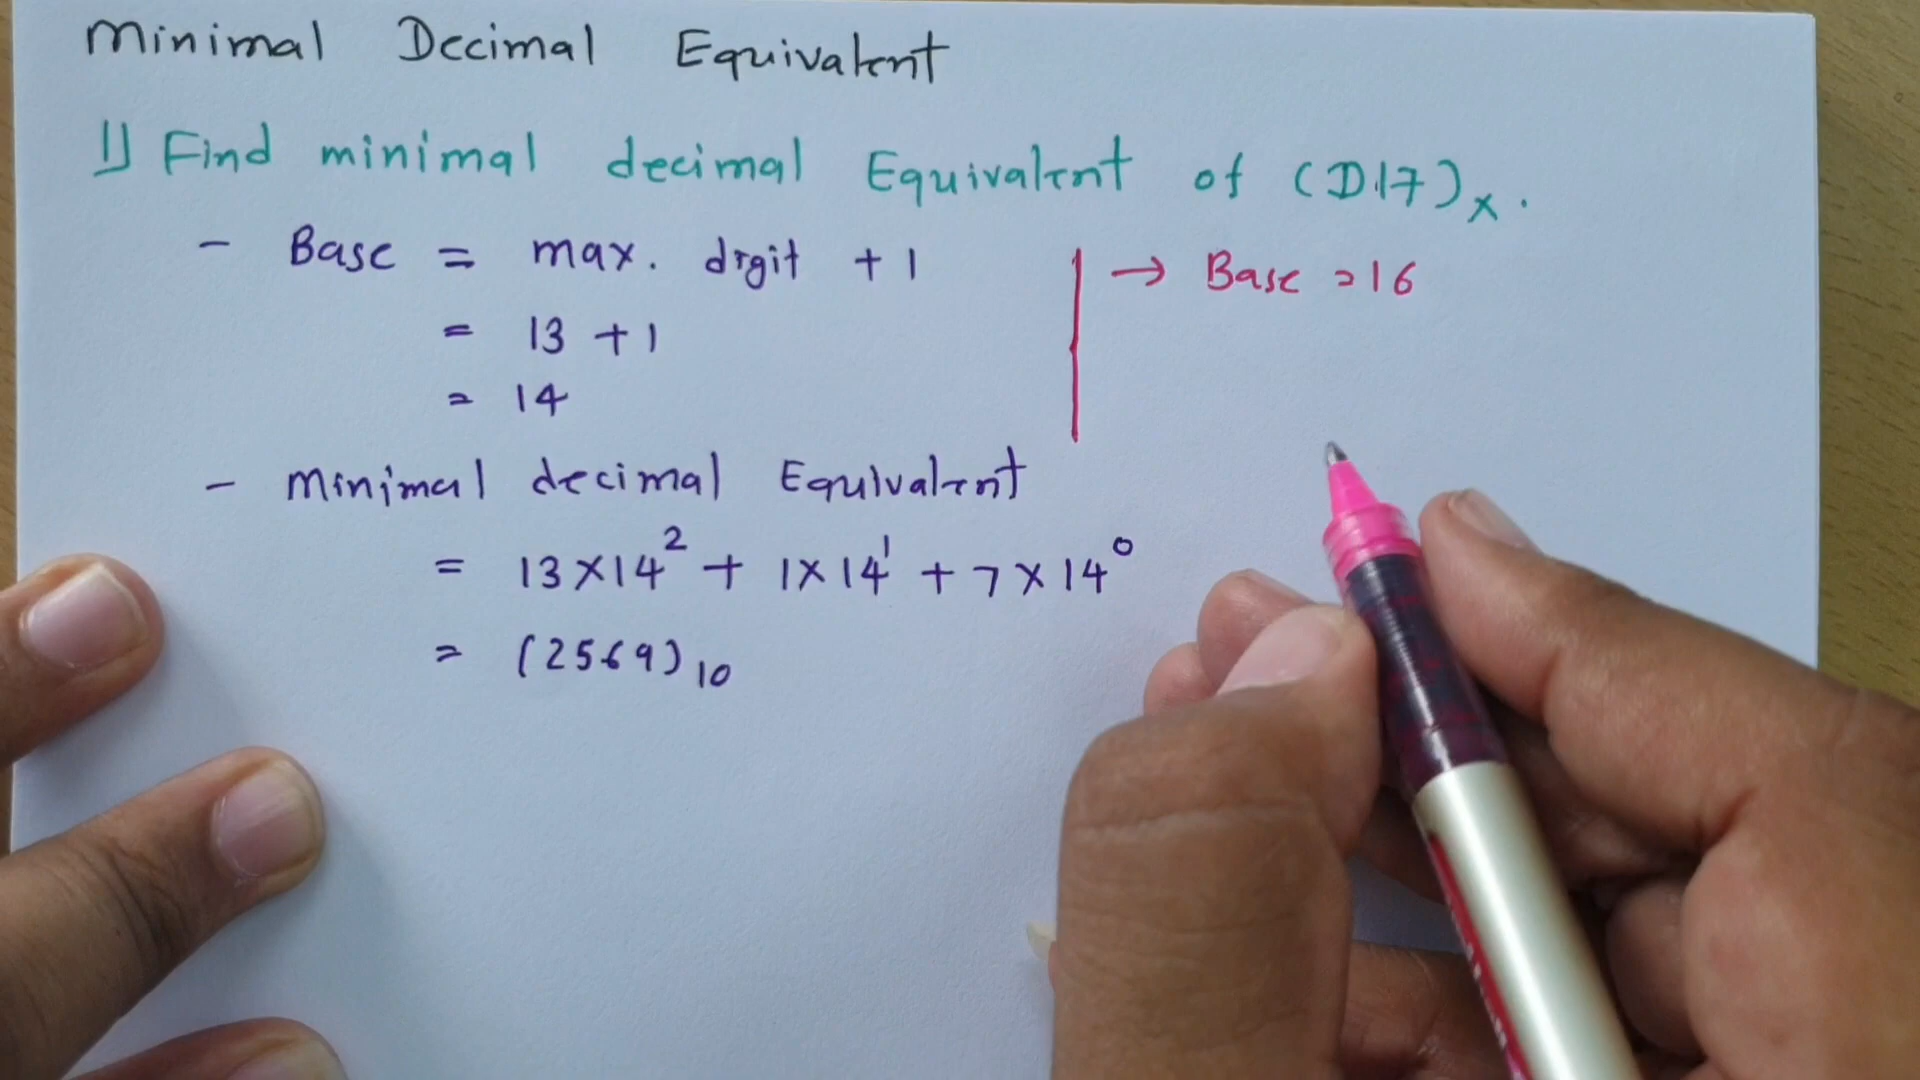 Minimal Decimal Equivalent
1) Find minimal decimal Equivalent of (D17)x.
- Base = max. digit + 1
= 13 + 1
= 14
→ Base = 16
- Minimal decimal Equivalent
= 13 × 14² + 1 × 14¹ + 7 × 14⁰
= (2569)₁₀